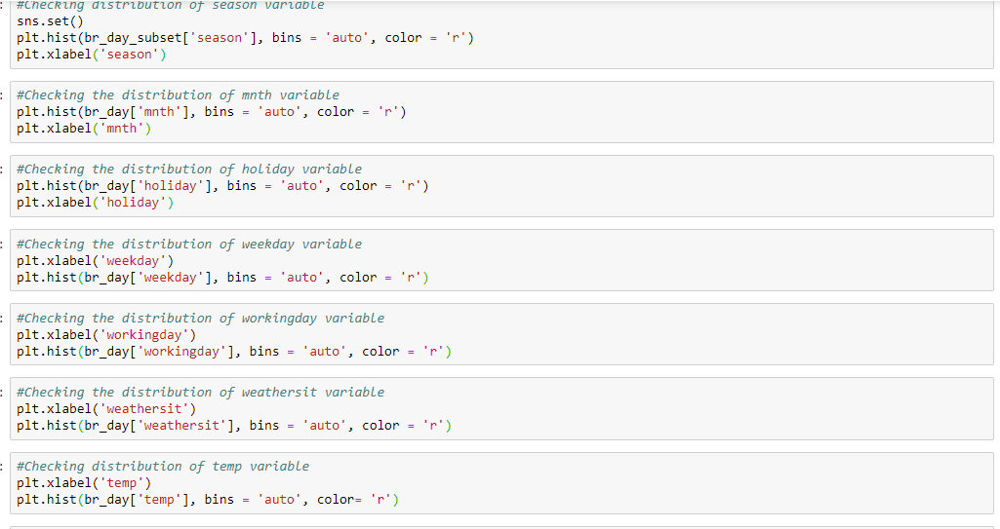 #Checking distribution of season variable
sns.set()
plt.hist(br_day_subset['season'], bins = 'auto', color = 'r')
plt.xlabel('season')
#Checking the distribution of mnth variable
plt.hist(br_day['mnth'], bins = 'auto', color = 'r')
plt.xlabel('mnth')
#Checking the distribution of holiday variable
plt.hist(br_day['holiday'], bins = 'auto', color = 'r')
plt.xlabel('holiday')
#Checking the distribution of weekday variable
plt.xlabel('weekday')
plt.hist(br_day['weekday'], bins = 'auto', color = 'r')
#Checking the distribution of workingday variable
plt.xlabel('workingday')
plt.hist(br_day['workingday'], bins = 'auto', color = 'r')
#Checking the distribution of weathersit variable
plt.xlabel('weathersit')
plt.hist(br_day['weathersit'], bins = 'auto', color = 'r')
#Checking distribution of temp variable
plt.xlabel('temp')
plt.hist(br_day['temp'], bins = 'auto', color= 'r')